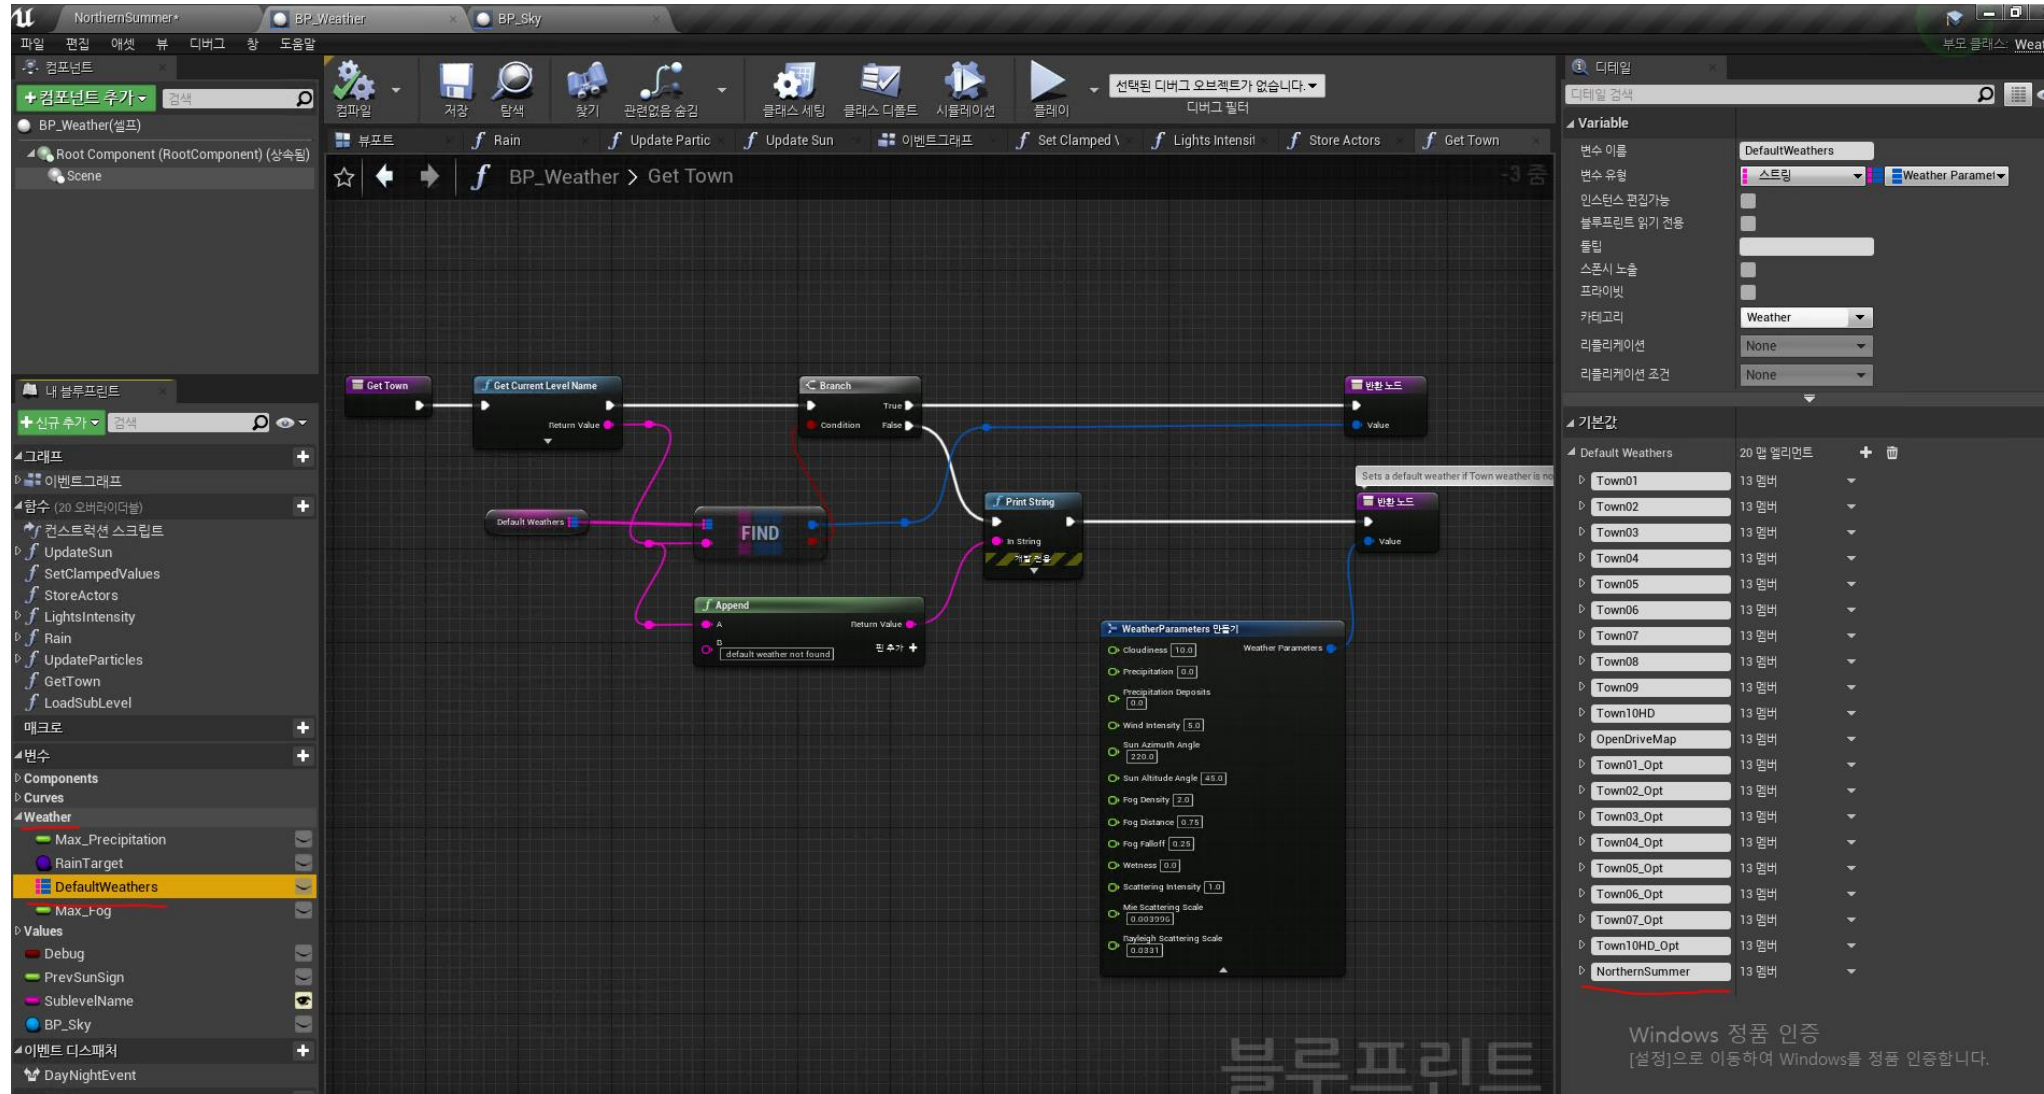 NorthernSummer*
BP_Weather
BP_Sky
파일 편집 애셋 뷰 디버그 창 도움말
부모 클래스: Weat
컴포넌트
+컴포넌트 추가
검색
BP_Weather(셀프)
Root Component (RootComponent) (상속됨)
Scene
컴파일
저장
탐색
찾기
관련없음 숨김
클래스 세팅
클래스 디폴트
시뮬레이션
플레이
선택된 디버그 오브젝트가 없습니다.
디버그 필터
뷰포트
Rain
Update Partic
Update Sun
이벤트그래프
Set Clamped \
Lights Intensit
Store Actors
Get Town
BP_Weather > Get Town
-3 줌
내 블루프린트
+신규 추가
검색
그래프
이벤트그래프
함수 (20 오버라이더블)
컨스트럭션 스크립트
UpdateSun
SetClampedValues
StoreActors
LightsIntensity
Rain
UpdateParticles
GetTown
LoadSubLevel
매크로
변수
Components
Curves
Weather
Max_Precipitation
RainTarget
DefaultWeathers
Max_Fog
Values
Debug
PrevSunSign
SublevelName
BP_Sky
이벤트 디스패처
DayNightEvent
Get Town
Get Current Level Name
Return Value
Branch
True
Condition
False
반환 노드
Value
Sets a default weather if Town weather is no
반환 노드
Value
Default Weathers
FIND
Print String
In String
개발 전용
Append
A
Return Value
B
default weather not found
핀 추가 +
WeatherParameters 만들기
Cloudiness 10.0
Weather Parameters
Precipitation 0.0
Precipitation Deposits
0.0
Wind Intensity 5.0
Sun Azimuth Angle
220.0
Sun Altitude Angle 45.0
Fog Density 2.0
Fog Distance 0.75
Fog Falloff 0.25
Wetness 0.0
Scattering Intensity 1.0
Mie Scattering Scale
0.003996
Rayleigh Scattering Scale
0.0331
블루프린트
디테일
디테일 검색
Variable
변수 이름
DefaultWeathers
변수 유형
스트링
Weather Paramet
인스턴스 편집가능
블루프린트 읽기 전용
툴팁
스폰시 노출
프라이빗
카테고리
Weather
리플리케이션
None
리플리케이션 조건
None
기본값
Default Weathers
20 맵 엘리먼트
Town01 13 멤버
Town02 13 멤버
Town03 13 멤버
Town04 13 멤버
Town05 13 멤버
Town06 13 멤버
Town07 13 멤버
Town08 13 멤버
Town09 13 멤버
Town10HD 13 멤버
OpenDriveMap 13 멤버
Town01_Opt 13 멤버
Town02_Opt 13 멤버
Town03_Opt 13 멤버
Town04_Opt 13 멤버
Town05_Opt 13 멤버
Town06_Opt 13 멤버
Town07_Opt 13 멤버
Town10HD_Opt 13 멤버
NorthernSummer 13 멤버
Windows 정품 인증
[설정]으로 이동하여 Windows를 정품 인증합니다.